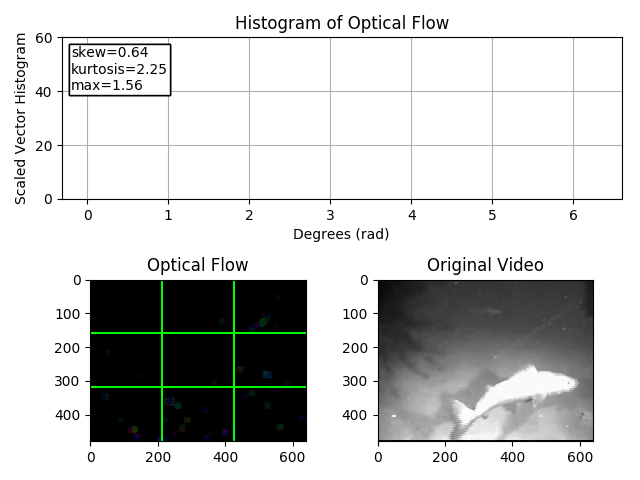 Histogram of Optical Flow
Scaled Vector Histogram
60
40
20
0
skew=0.64
kurtosis=2.25
max=1.56
0 1 2 3 4 5 6
Degrees (rad)
Optical Flow
0
100
200
300
400
0 200 400 600
Original Video
0
100
200
300
400
0 200 400 600